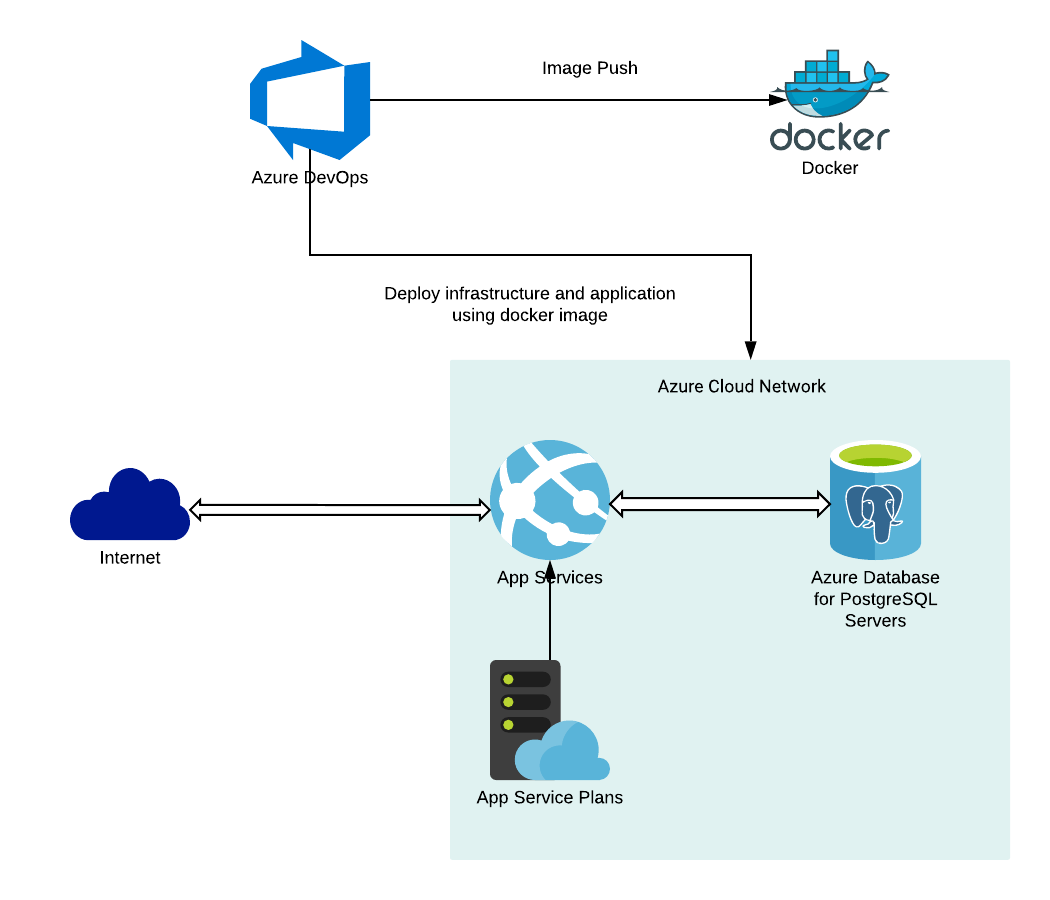 Image Push
docker
Docker
Azure DevOps
Deploy infrastructure and application
using docker image
Azure Cloud Network
Internet
App Services
Azure Database
for PostgreSQL
Servers
App Service Plans